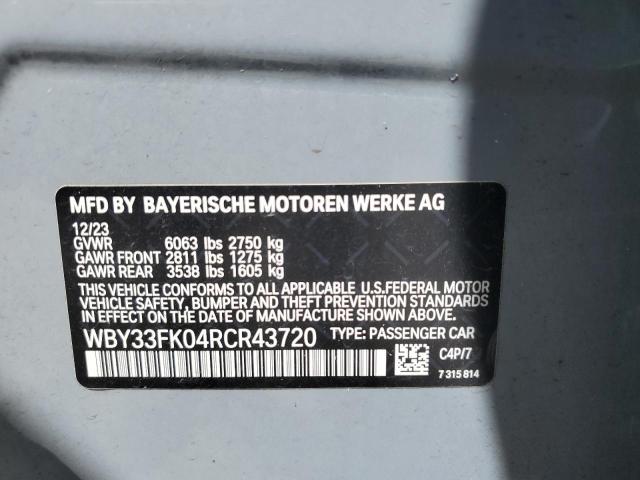 MFD BY BAYERISCHE MOTOREN WERKE AG
12/23
GVWR 6063 lbs 2750 kg
GAWR FRONT 2811 lbs 1275 kg
GAWR REAR 3538 lbs 1605 kg
THIS VEHICLE CONFORMS TO ALL APPLICABLE U.S.FEDERAL MOTOR
VEHICLE SAFETY, BUMPER AND THEFT PREVENTION STANDARDS
IN EFFECT ON THE DATE OF MANUFACTURE SHOWN ABOVE.
WBY33FK04RCR43720 TYPE: PASSENGER CAR
C4P/7
7 315 814